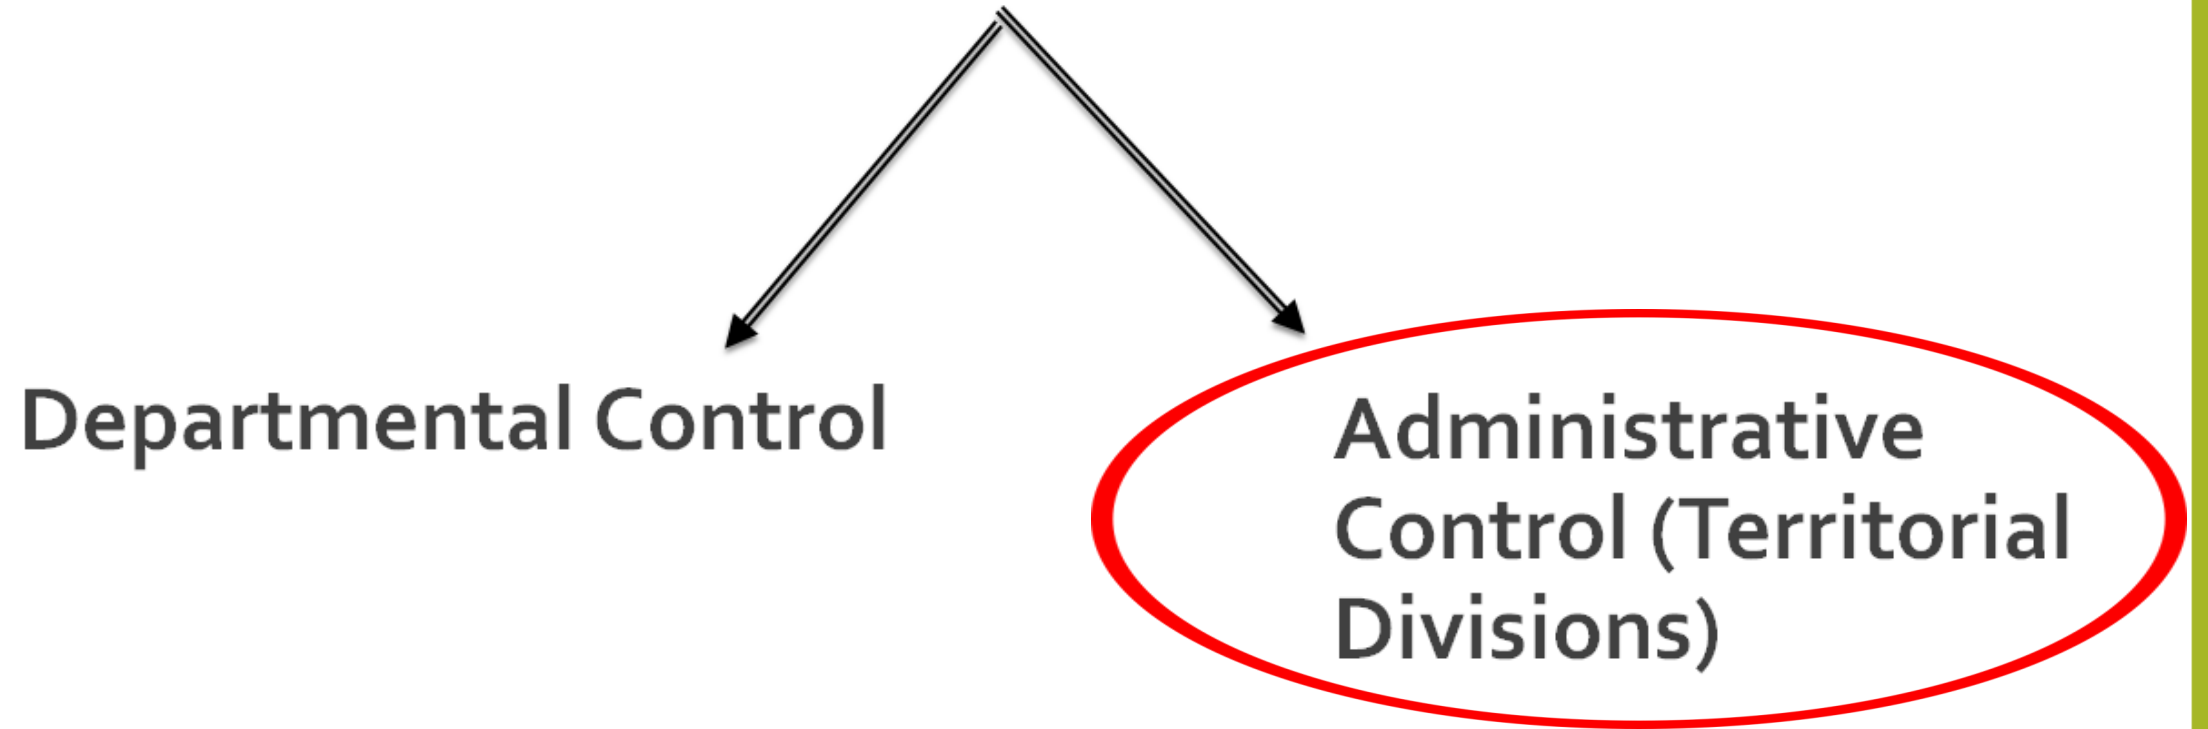 Departmental Control
Administrative
Control (Territorial
Divisions)